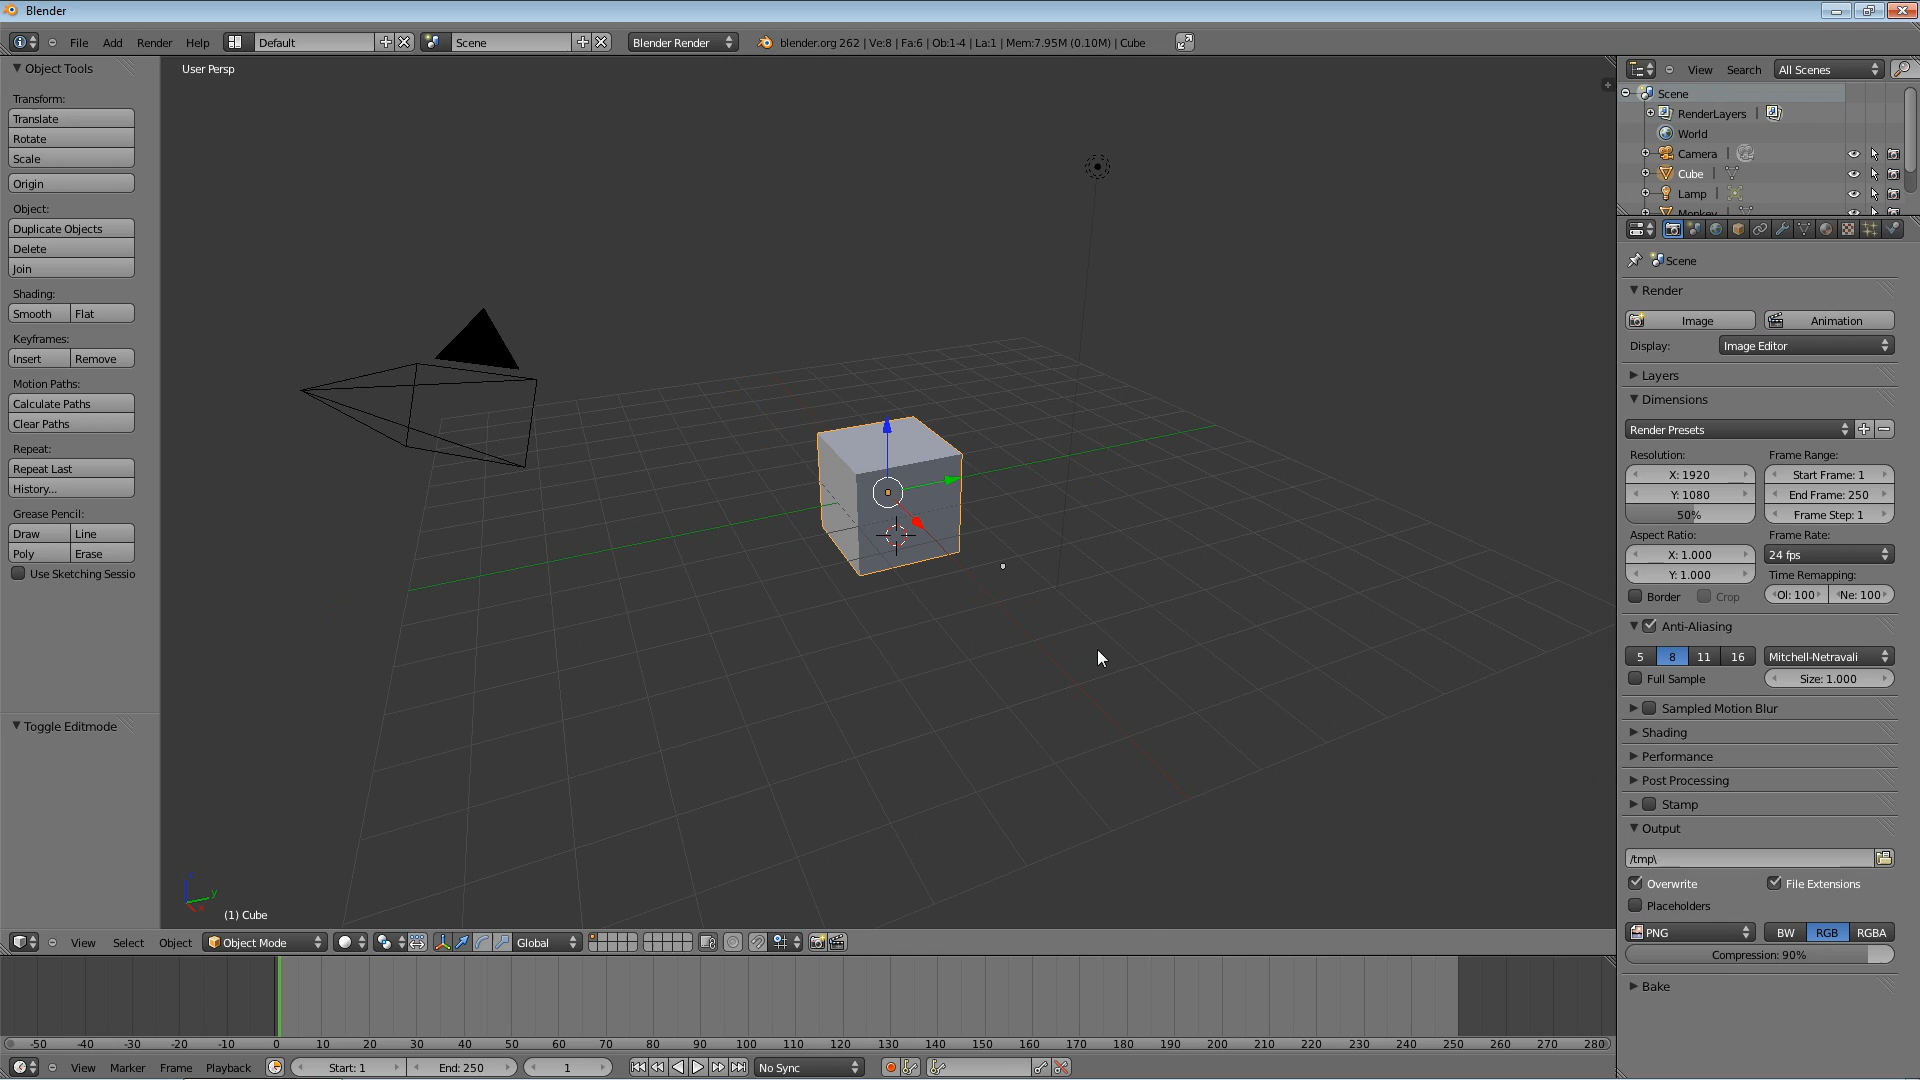 Blender
File Add Render Help Default Scene Blender Render blender.org 262 | Ve:8 | Fa:6 | Ob:1-4 | La:1 | Mem:7.95M (0.10M) | Cube
Object Tools
Transform:
Translate
Rotate
Scale
Origin
Object:
Duplicate Objects
Delete
Join
Shading:
Smooth Flat
Keyframes:
Insert Remove
Motion Paths:
Calculate Paths
Clear Paths
Repeat:
Repeat Last
History...
Grease Pencil:
Draw Line
Poly Erase
Use Sketching Sessio
Toggle Editmode
User Persp
z
y
x
(1) Cube
View Select Object Object Mode Global
-50 -40 -30 -20 -10 0 10 20 30 40 50 60 70 80 90 100 110 120 130 140 150 160 170 180 190 200 210 220 230 240 250 260 270 280
View Marker Frame Playback Start: 1 End: 250 1 No Sync
View Search All Scenes
Scene
RenderLayers |
World
Camera |
Cube |
Lamp |
Monkey |
Scene
Render
Image Animation
Display: Image Editor
Layers
Dimensions
Render Presets
Resolution: Frame Range:
X: 1920 Start Frame: 1
Y: 1080 End Frame: 250
50% Frame Step: 1
Aspect Ratio: Frame Rate:
X: 1.000 24 fps
Y: 1.000 Time Remapping:
Border Crop Ol: 100 Ne: 100
Anti-Aliasing
5 8 11 16 Mitchell-Netravali
Full Sample Size: 1.000
Sampled Motion Blur
Shading
Performance
Post Processing
Stamp
Output
/tmp\
Overwrite File Extensions
Placeholders
PNG BW RGB RGBA
Compression: 90%
Bake